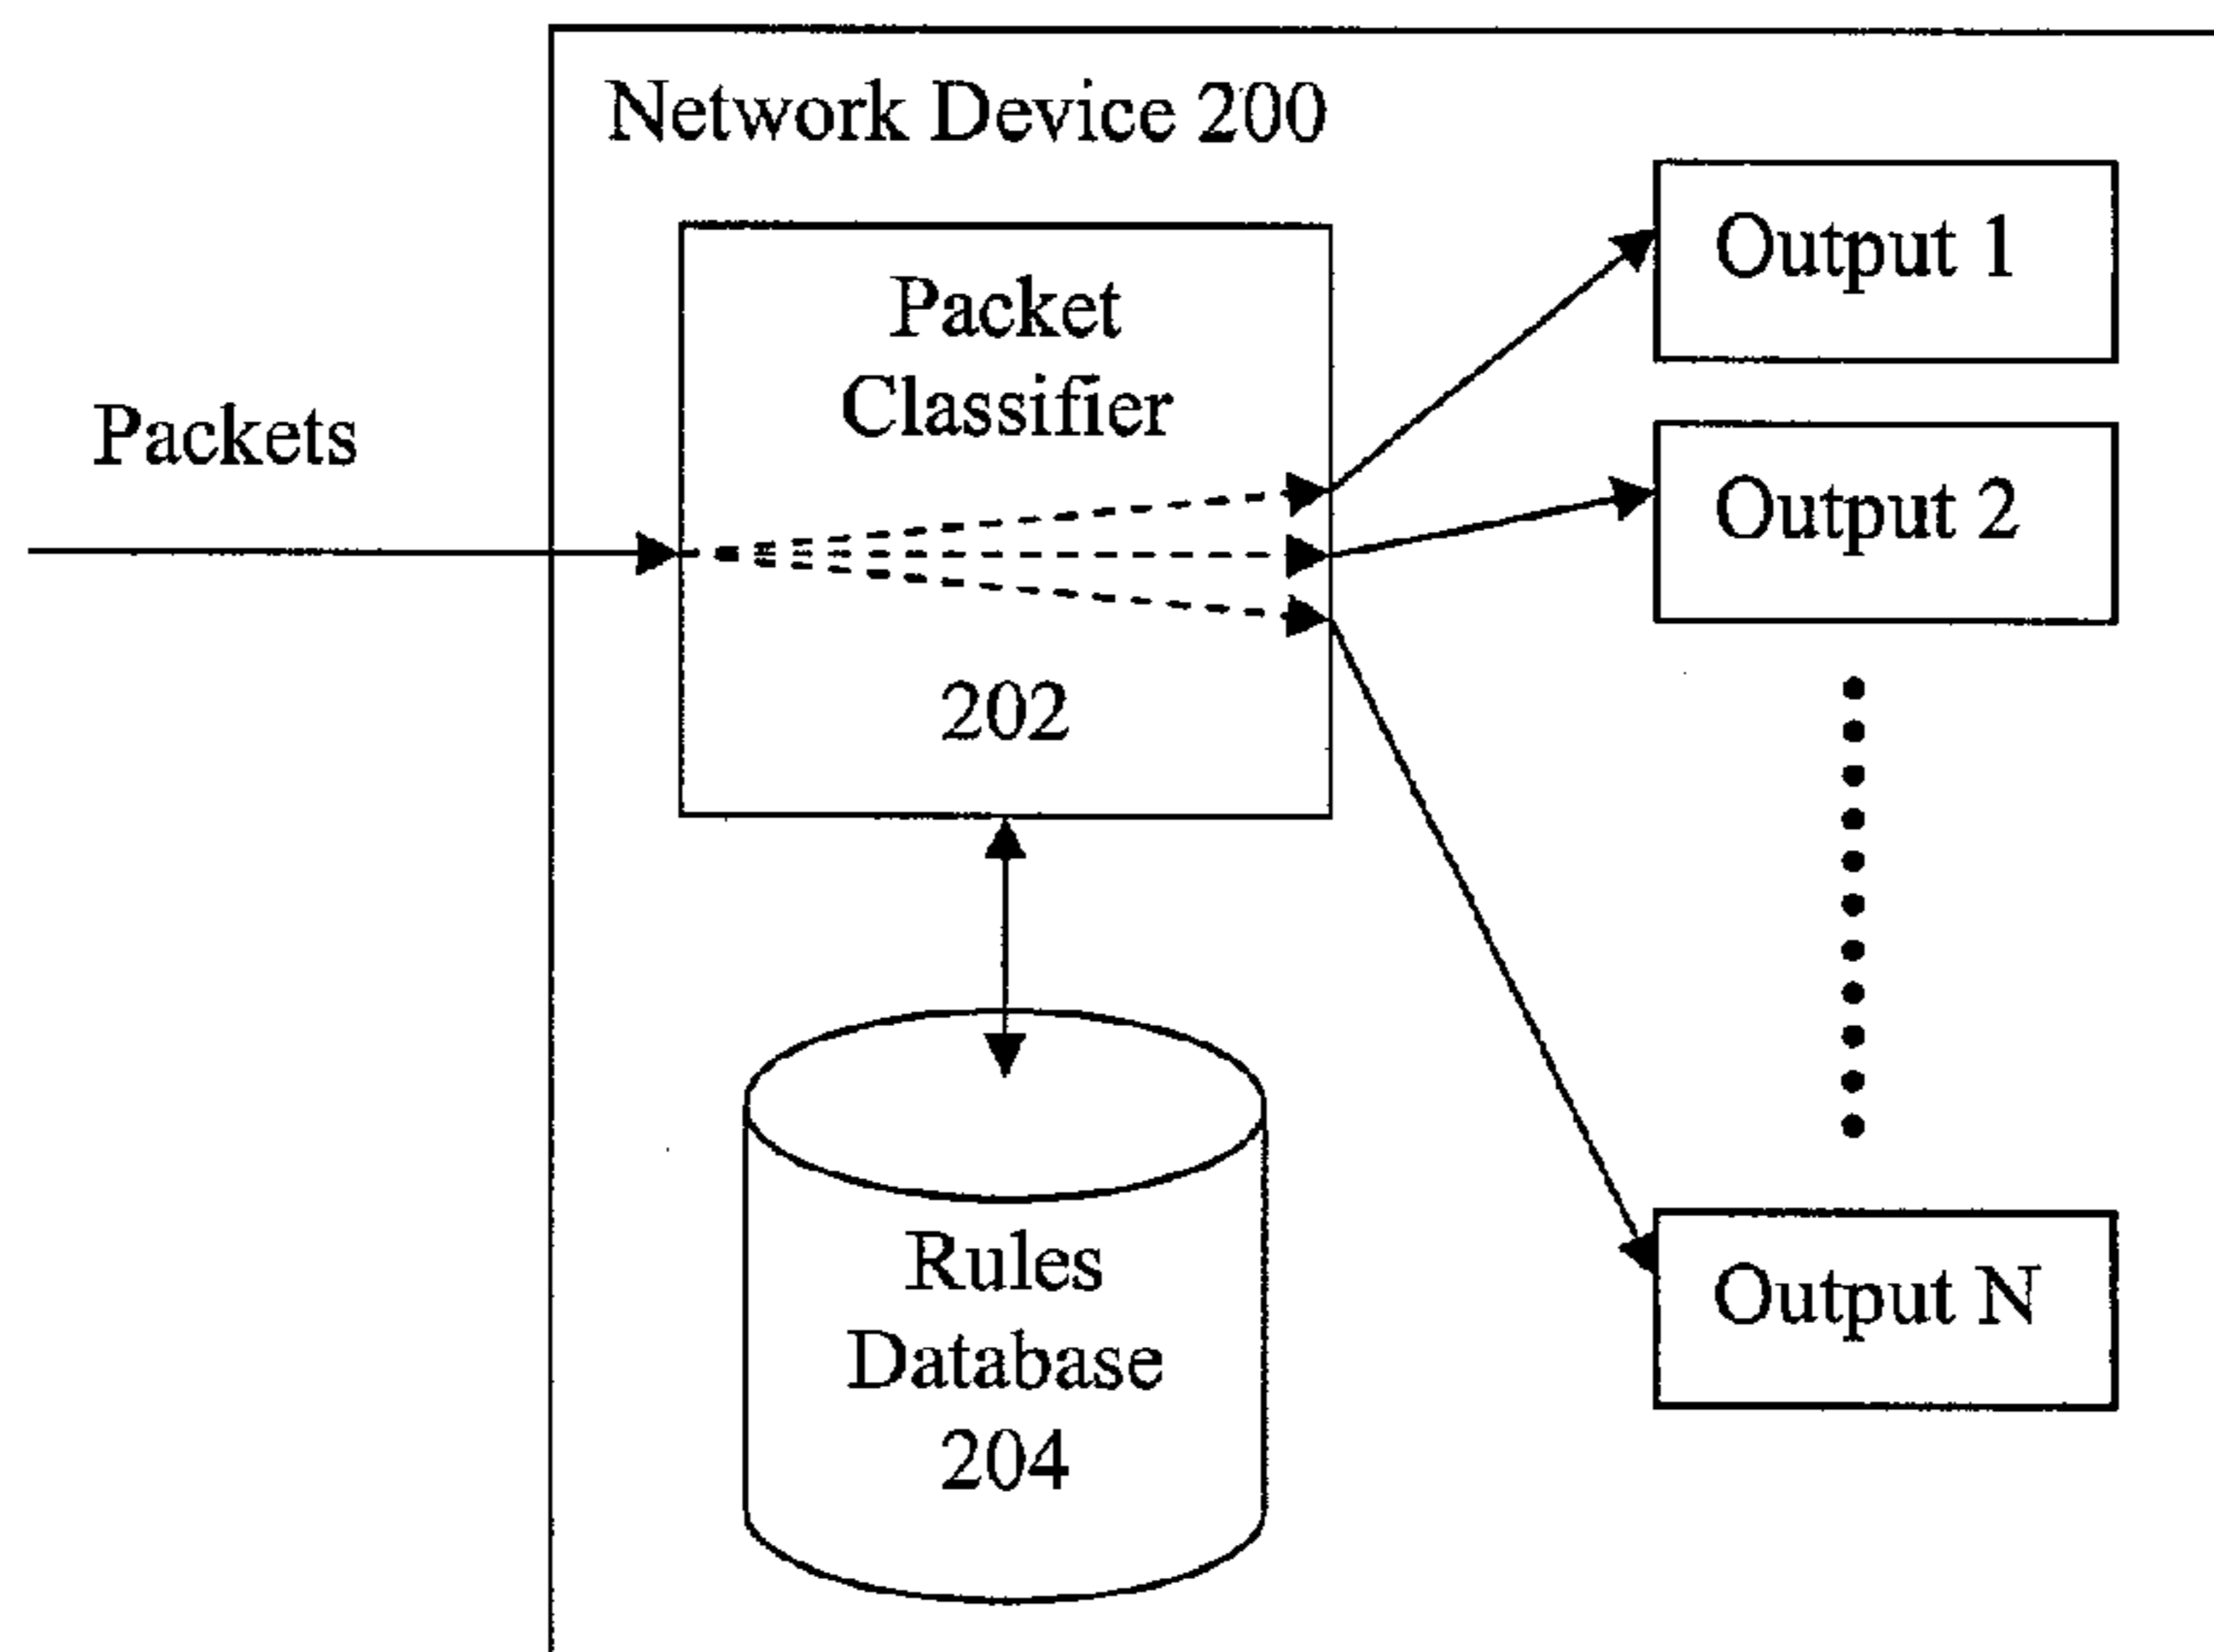 Network Device 200
Packets
Packet
Classifier
202
Rules
Database
204
Output 1
Output 2
Output N